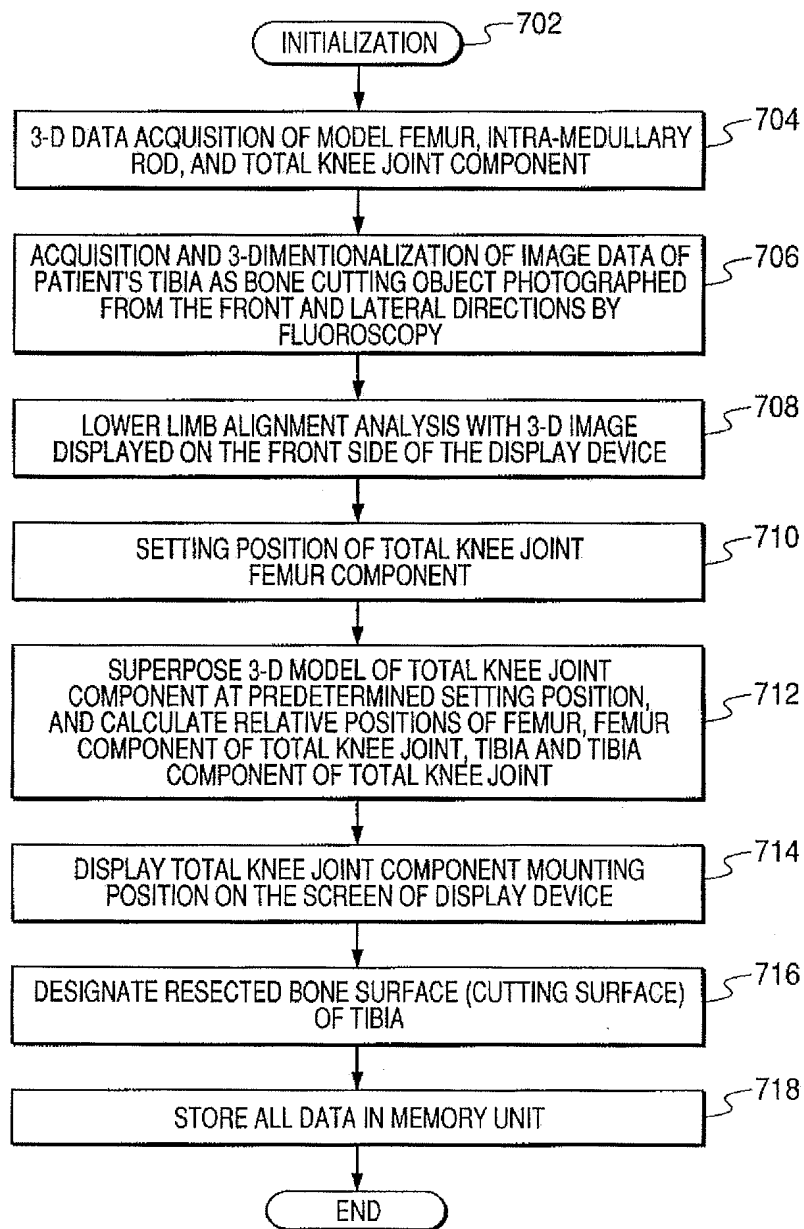 INITIALIZATION
702
3-D DATA ACQUISITION OF MODEL FEMUR, INTRA-MEDULLARY
ROD, AND TOTAL KNEE JOINT COMPONENT
704
ACQUISITION AND 3-DIMENTIONALIZATION OF IMAGE DATA OF
PATIENT'S TIBIA AS BONE CUTTING OBJECT PHOTOGRAPHED
FROM THE FRONT AND LATERAL DIRECTIONS BY
FLUOROSCOPY
706
LOWER LIMB ALIGNMENT ANALYSIS WITH 3-D IMAGE
DISPLAYED ON THE FRONT SIDE OF THE DISPLAY DEVICE
708
SETTING POSITION OF TOTAL KNEE JOINT
FEMUR COMPONENT
710
SUPERPOSE 3-D MODEL OF TOTAL KNEE JOINT
COMPONENT AT PREDETERMINED SETTING POSITION,
AND CALCULATE RELATIVE POSITIONS OF FEMUR, FEMUR
COMPONENT OF TOTAL KNEE JOINT, TIBIA AND TIBIA
COMPONENT OF TOTAL KNEE JOINT
712
DISPLAY TOTAL KNEE JOINT COMPONENT MOUNTING
POSITION ON THE SCREEN OF DISPLAY DEVICE
714
DESIGNATE RESECTED BONE SURFACE (CUTTING SURFACE)
OF TIBIA
716
STORE ALL DATA IN MEMORY UNIT
718
END